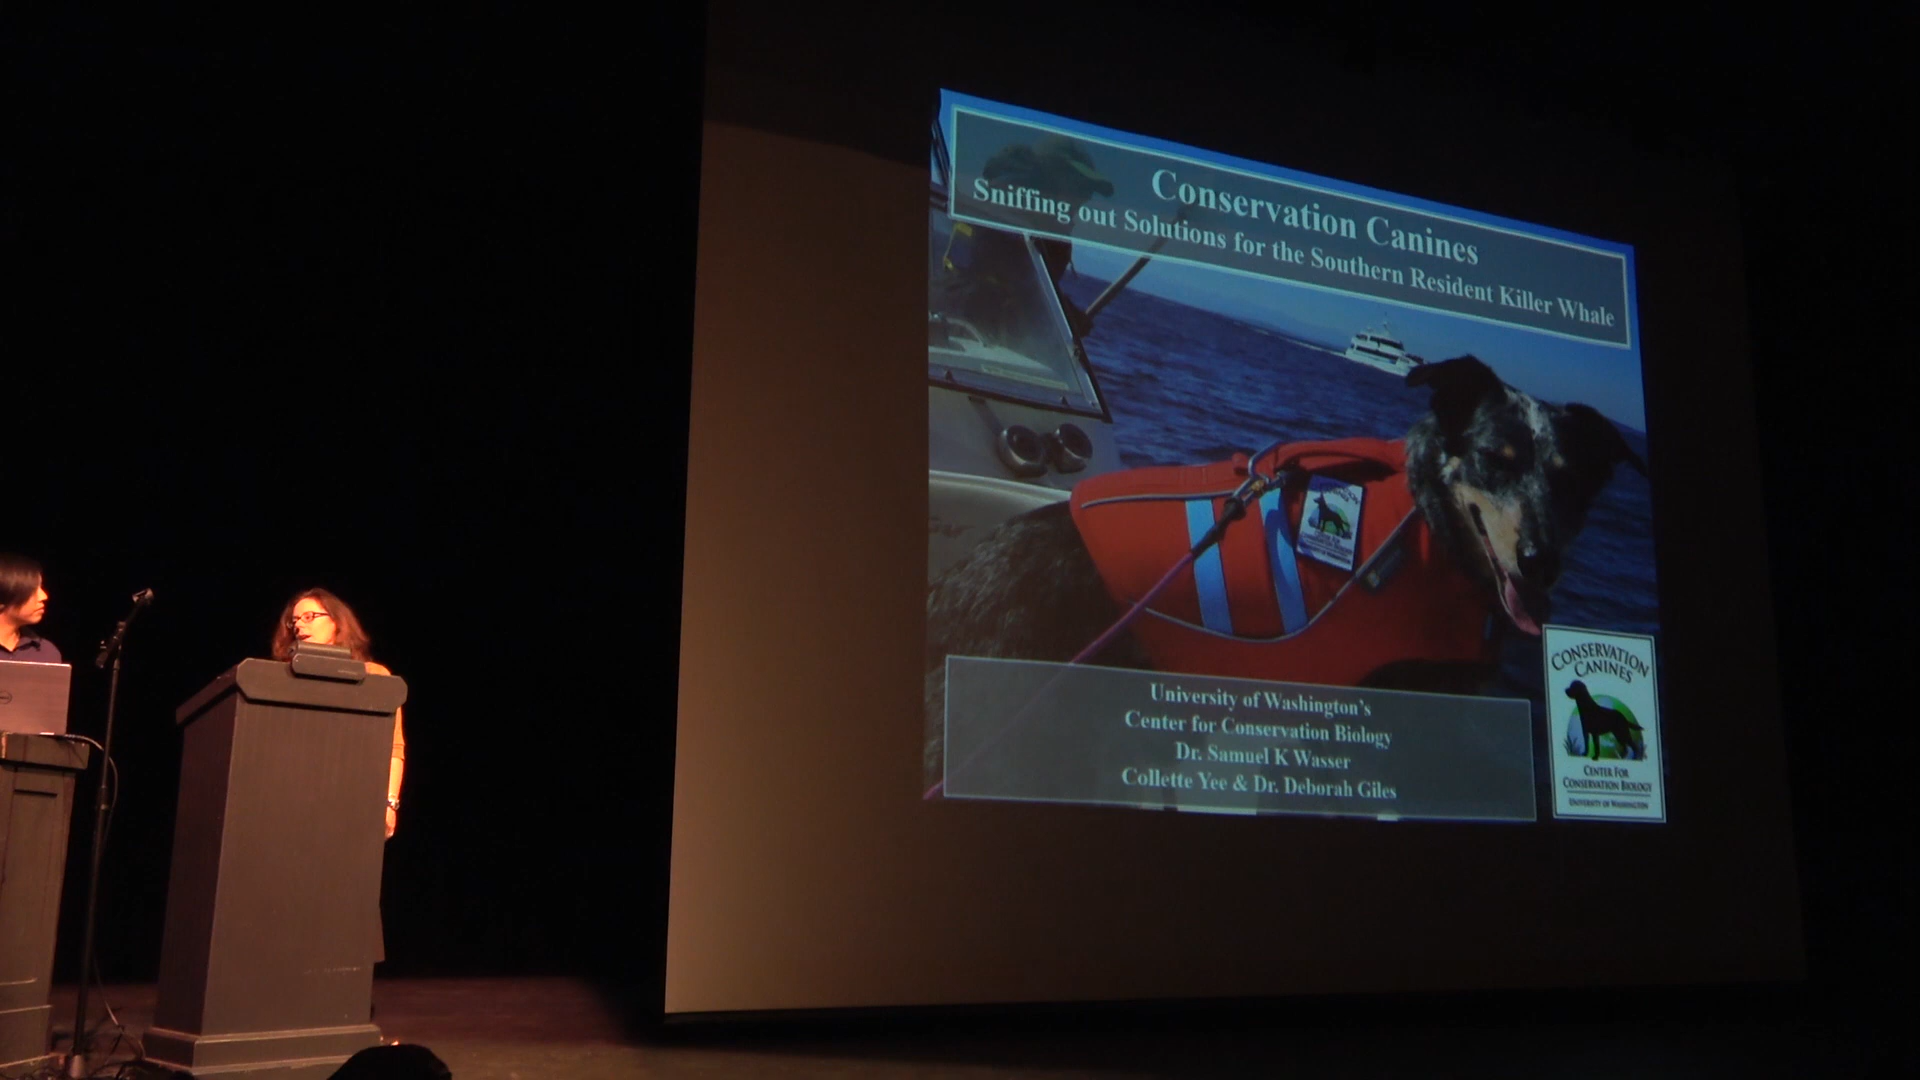 Conservation Canines
Sniffing out Solutions for the Southern Resident Killer Whale
University of Washington's
Center for Conservation Biology
Dr. Samuel K Wasser
Collette Yee & Dr. Deborah Giles
CONSERVATION
CANINES
CENTER FOR
CONSERVATION BIOLOGY
UNIVERSITY OF WASHINGTON